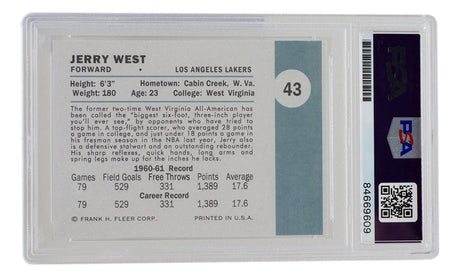 JERRY WEST
FORWARD • LOS ANGELES LAKERS
Height: 6'3" Hometown: Cabin Creek, W. Va.
Weight: 180 Age: 23 College: West Virginia
43
The former two-time West Virginia All-American has
been called the "biggest six-foot, three-inch player
you'll ever see," by opponents who have tried to
stop him. A top-flight scorer, who averaged 28 points
a game in college, and just under 18 points a game in
his freshman season in the NBA last year, Jerry also
is a defensive stalwart and an outstanding rebounder.
His sharp reflexes, quick hands, long arms and
spring legs make up for the inches he lacks.
1960-61 Record
Games Field Goals Free Throws Points Average
79 529 331 1,389 17.6
Career Record
79 529 331 1,389 17.6
© FRANK H. FLEER CORP. PRINTED IN U.S.A.
PSA
PSA
84669609